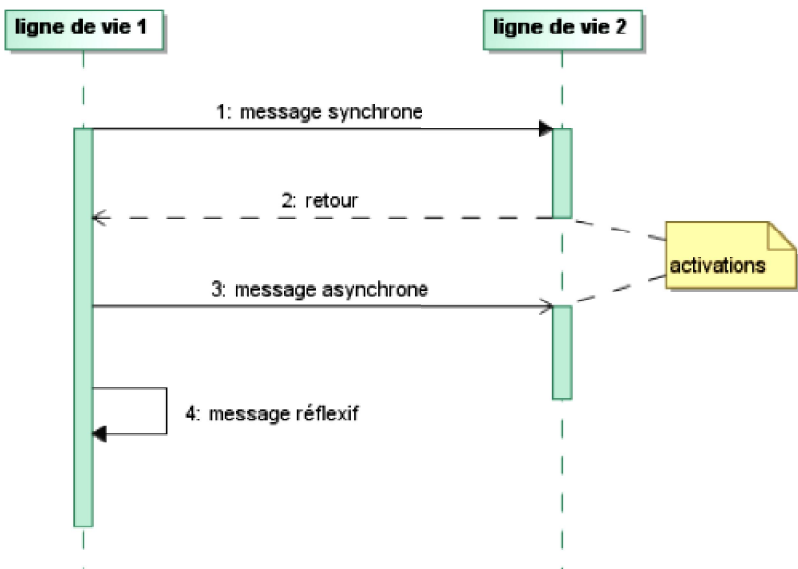 ligne de vie 1
ligne de vie 2
1: message synchrone
2: retour
activations
3: message asynchrone
4: message réflexif